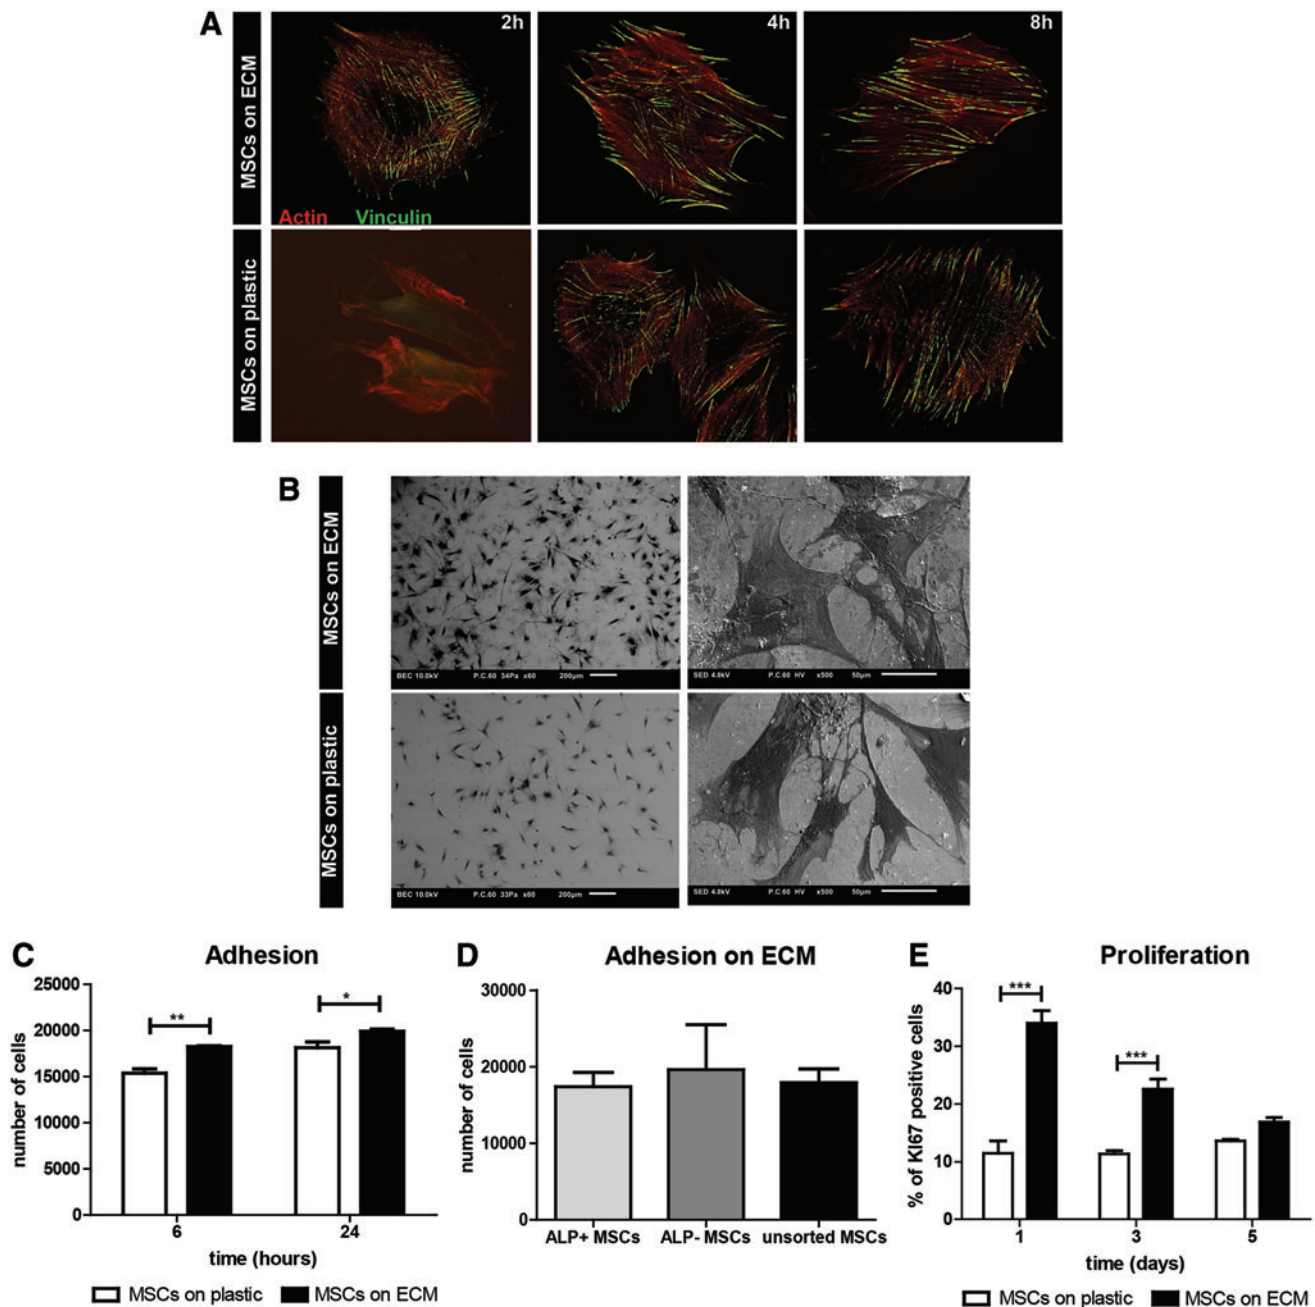 A
MSCs on ECM
2h
4h
8h
Actin Vinculin
MSCs on plastic
B
MSCs on ECM
BEC 10.0kV P.C.60 34Pa x60 200µm
SED 4.0kV P.C.60 HV x500 50µm
MSCs on plastic
BEC 10.0kV P.C.60 33Pa x60 200µm
SED 4.0kV P.C.60 HV x500 50µm
C Adhesion
number of cells
25000
20000
15000
10000
5000
0
**
*
6 24
time (hours)
MSCs on plastic MSCs on ECM
D Adhesion on ECM
number of cells
30000
20000
10000
0
ALP+ MSCs ALP- MSCs unsorted MSCs
E Proliferation
% of KI67 positive cells
40
30
20
10
0
***
***
1 3 5
time (days)
MSCs on plastic MSCs on ECM